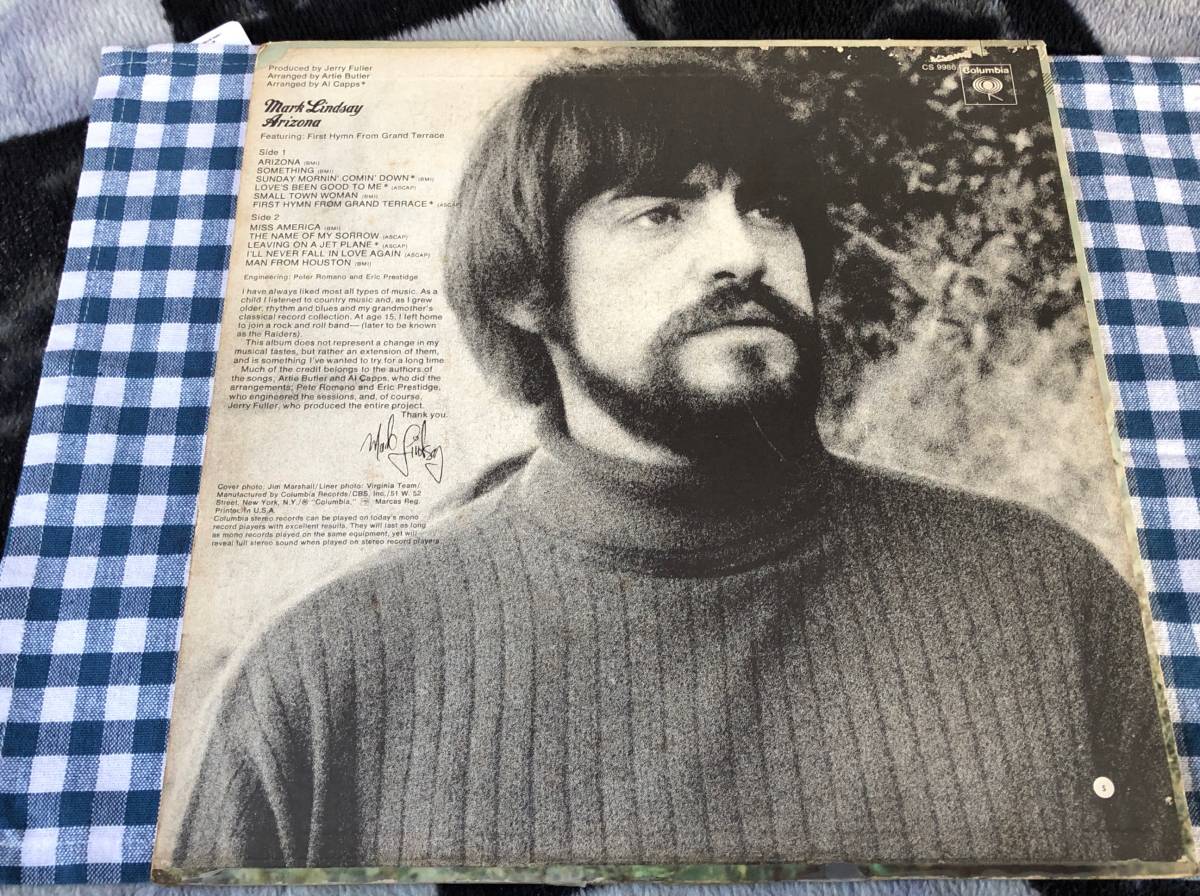 Produced by Jerry Fuller
Arranged by Artie Butler
Arranged by Al Capps*
Mark Lindsay
Arizona
Featuring: First Hymn From Grand Terrace
Side 1
ARIZONA (BMI)
SOMETHING (BMI)
SUNDAY MORNIN' COMIN' DOWN* (BMI)
LOVE'S BEEN GOOD TO ME* (ASCAP)
SMALL TOWN WOMAN (BMI)
FIRST HYMN FROM GRAND TERRACE* (ASCAP
Side 2
MISS AMERICA (BMI)
THE NAME OF MY SORROW (ASCAP)
LEAVING ON A JET PLANE* (ASCAP)
I'LL NEVER FALL IN LOVE AGAIN (ASCAP)
MAN FROM HOUSTON (BMI)
Engineering: Peter Romano and Eric Prestidge
I have always liked most all types of music. As a
child I listened to country music and, as I grew
older, rhythm and blues and my grandmother's
classical record collection. At age 15, I left home
to join a rock and roll band—(later to be known
as the Raiders).
This album does not represent a change in my
musical tastes, but rather an extension of them,
and is something I've wanted to try for a long time.
Much of the credit belongs to the authors of
the songs, Artie Butler and Al Capps, who did the
arrangements; Pete Romano and Eric Prestidge,
who engineered the sessions, and, of course,
Jerry Fuller, who produced the entire project.
Thank you.
Mark Lindsay
Cover photo: Jim Marshall/Liner photo: Virginia Team/
Manufactured by Columbia Records/CBS, Inc./51 W. 52
Street, New York, N.Y./® "Columbia," Marcas Reg.
Printed in U.S.A.
Columbia stereo records can be played on today's mono
record players with excellent results. They will last as long
as mono records played on the same equipment, yet will
reveal full stereo sound when played on stereo record players.
CS 9986
Columbia
S